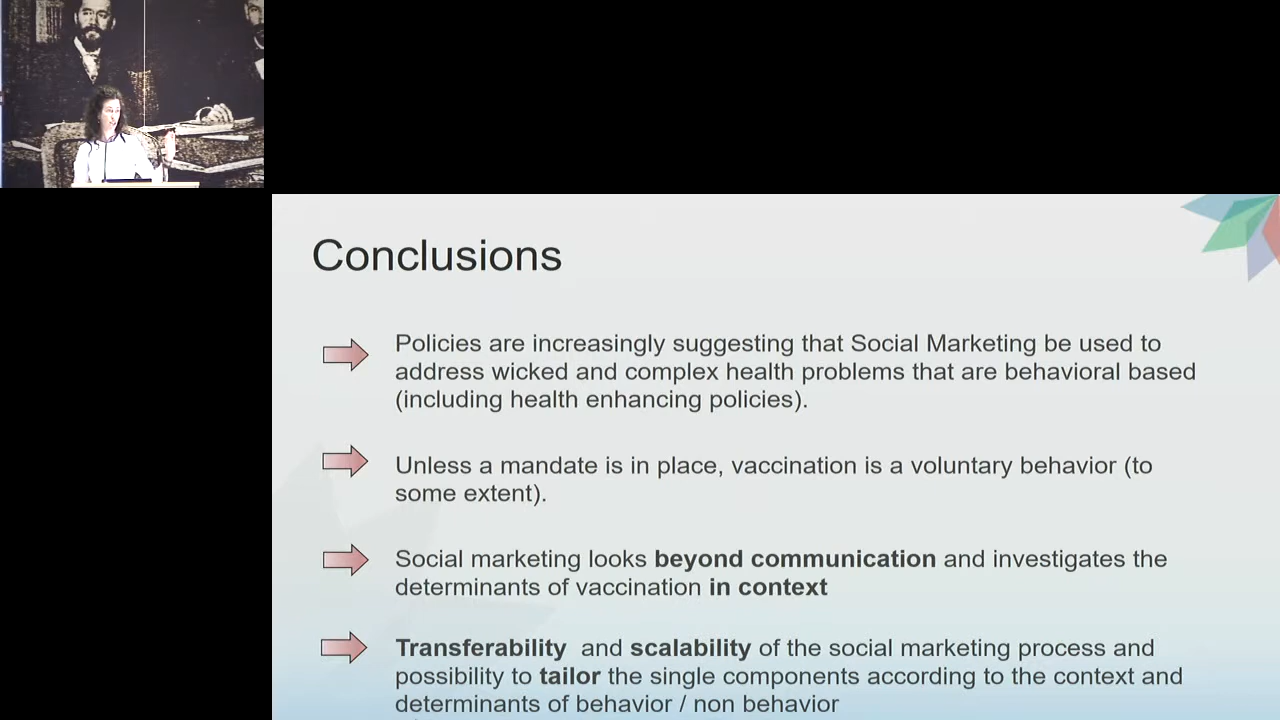 Conclusions
Policies are increasingly suggesting that Social Marketing be used to
address wicked and complex health problems that are behavioral based
(including health enhancing policies).
Unless a mandate is in place, vaccination is a voluntary behavior (to
some extent).
Social marketing looks beyond communication and investigates the
determinants of vaccination in context
Transferability and scalability of the social marketing process and
possibility to tailor the single components according to the context and
determinants of behavior / non behavior